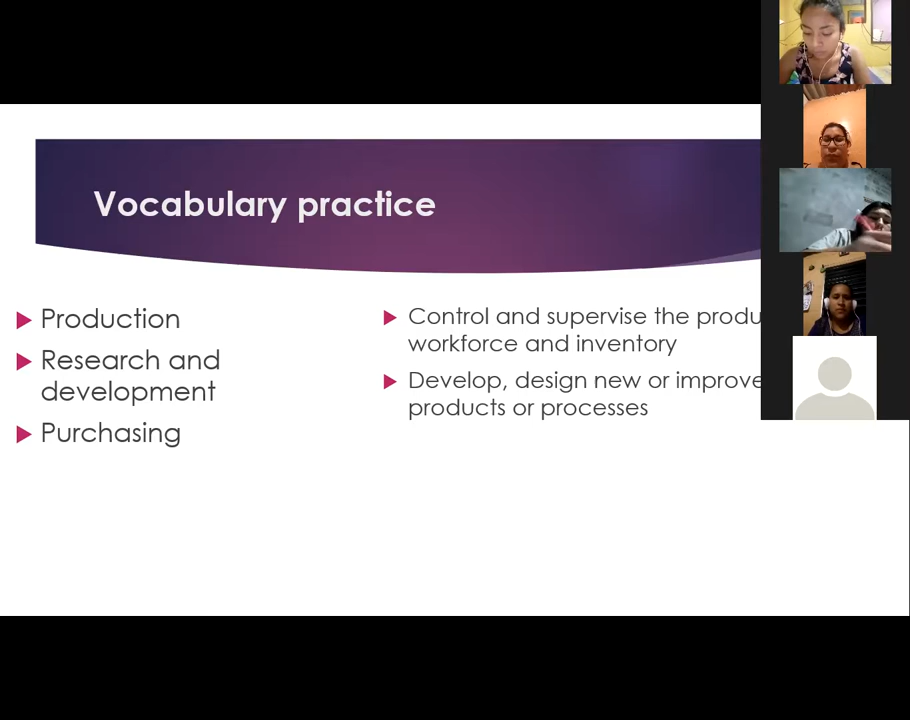 Vocabulary practice
Production
Research and
development
Purchasing
Control and supervise the
workforce and inventory
Develop, design new or improve
products or processes